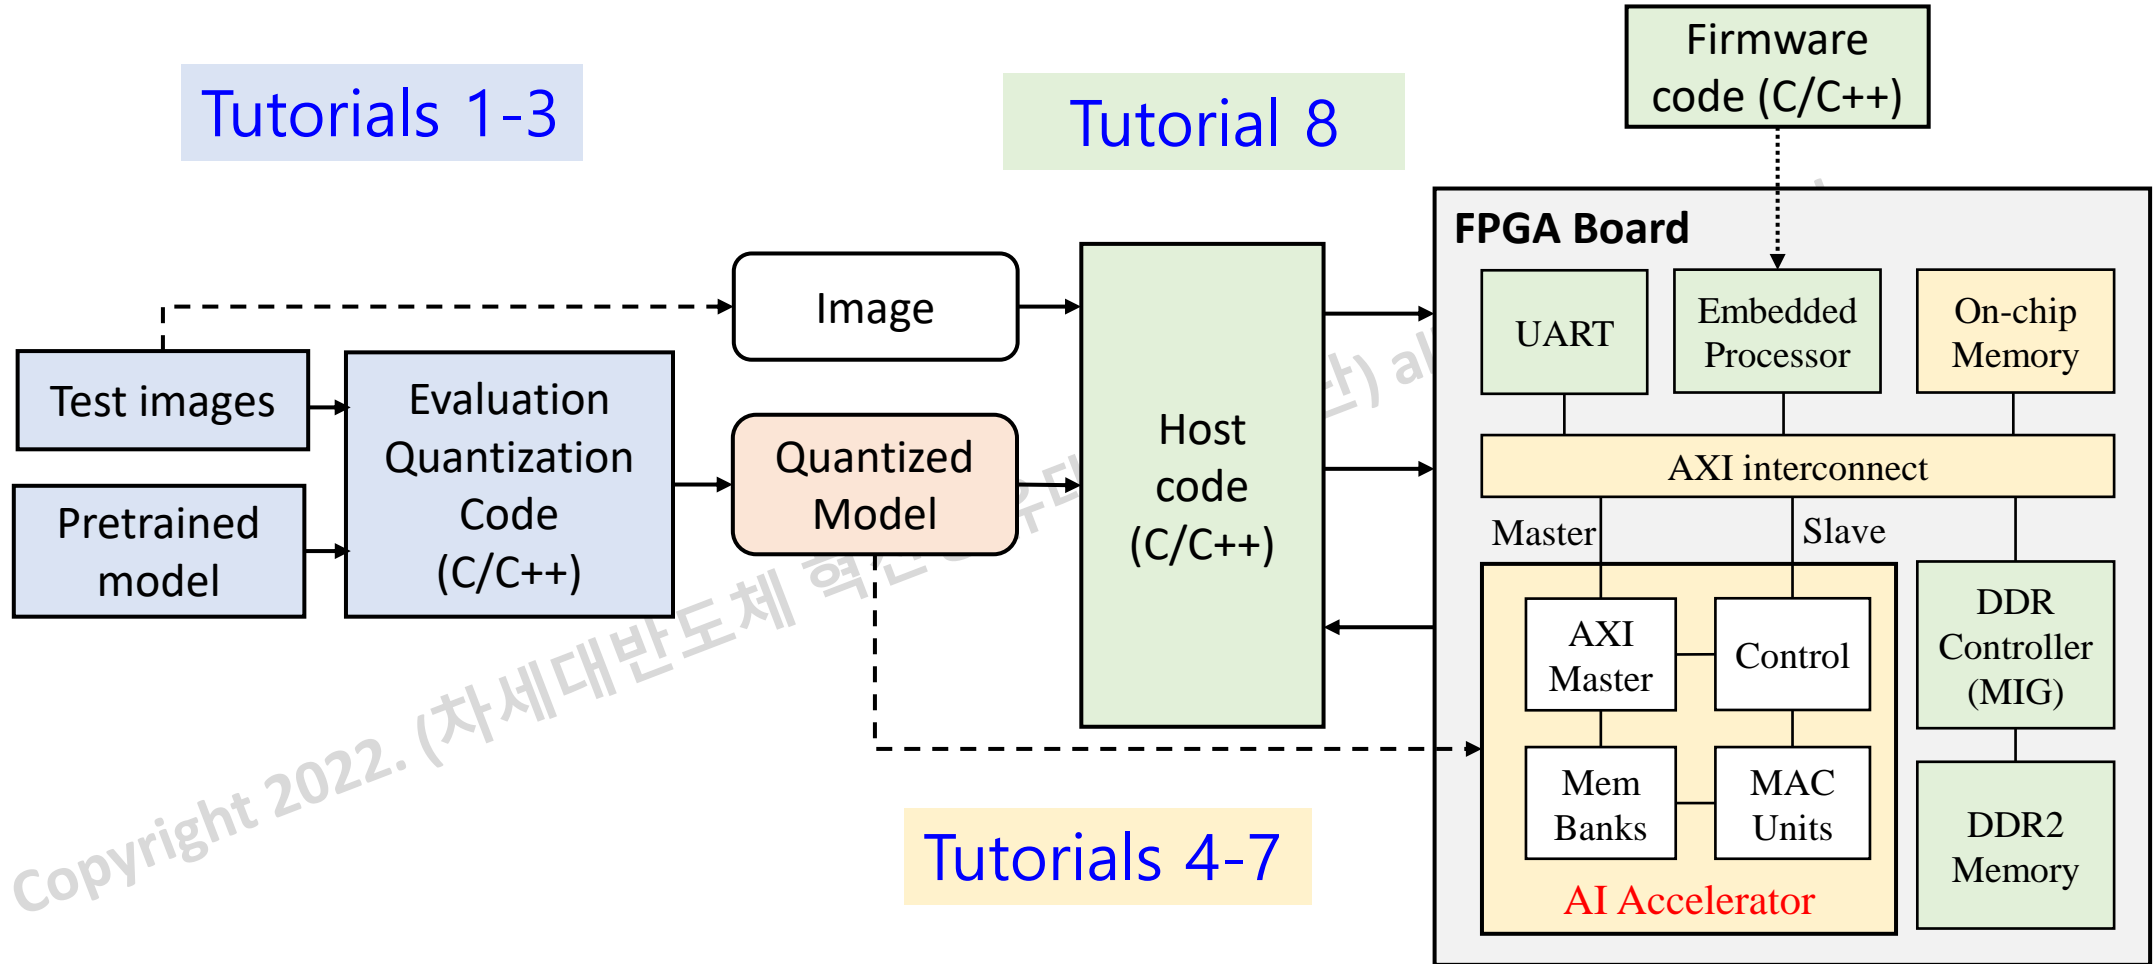 Firmware
code (C/C++)
Tutorials 1-3
Tutorial 8
FPGA Board
Image
UART
Embedded
Processor
On-chip
Memory
Test images
Evaluation
Quantization
Code
(C/C++)
Quantized
Model
Host
code
(C/C++)
AXI interconnect
Pretrained
model
Master
Slave
AXI
Master
Control
DDR
Controller
(MIG)
Mem
Banks
MAC
Units
DDR2
Memory
AI Accelerator
Tutorials 4-7
Copyright 2022. (차세대반도체